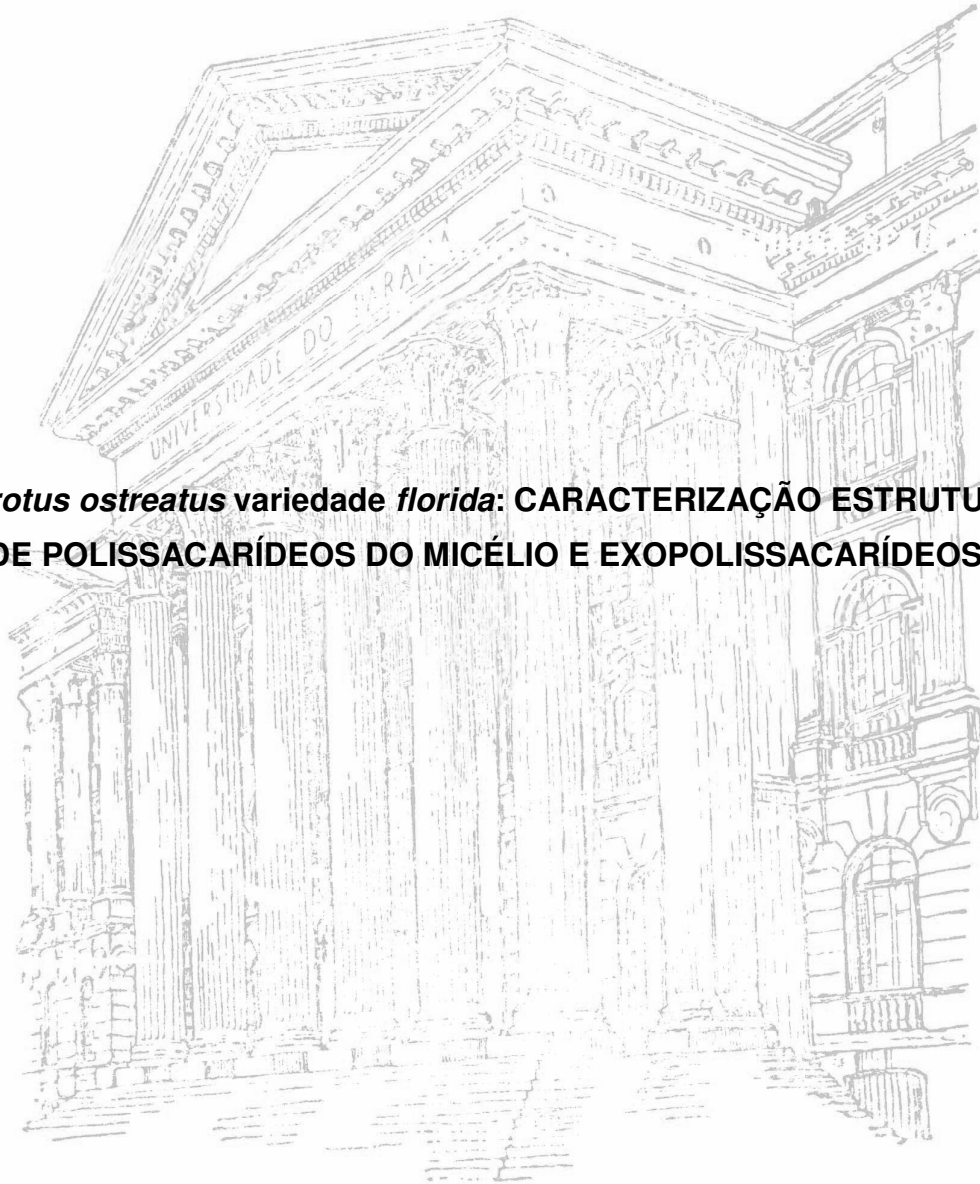 UNIVERSIDADE DO PARANÁ
rotus ostreatus variedade florida: CARACTERIZAÇÃO ESTRUTU
DE POLISSACARÍDEOS DO MICÉLIO E EXOPOLISSACARÍDEOS